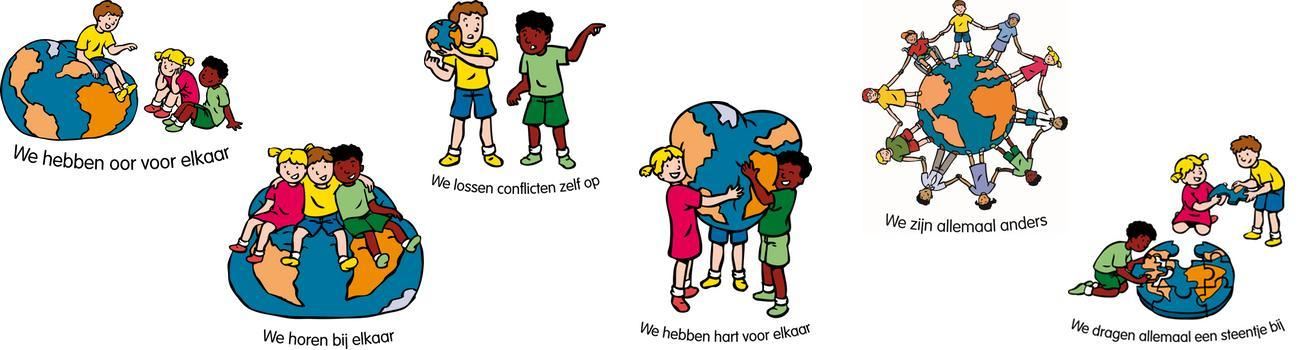 We hebben oor voor elkaar
We horen bij elkaar
We lossen conflicten zelf op
We hebben hart voor elkaar
We zijn allemaal anders
We dragen allemaal een steentje bij